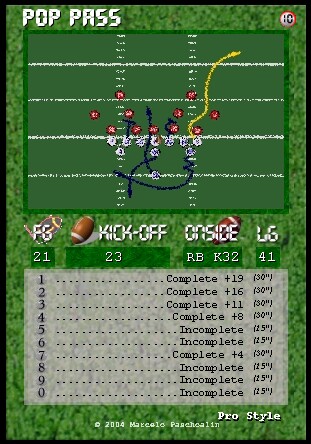 POP PASS
10
FG KICK-OFF ONSIDE LG
21 23 RB K32 41
1 ....................Complete +19 (30")
2 ....................Complete +16 (30")
3 ....................Complete +11 (30")
4 .....................Complete +8 (30")
5 ......................Incomplete (15")
6 ......................Incomplete (15")
7 .....................Complete +4 (30")
8 ......................Incomplete (15")
9 ......................Incomplete (15")
0 ......................Incomplete (15")
Pro Style
© 2004 Marcelo Paschoalin